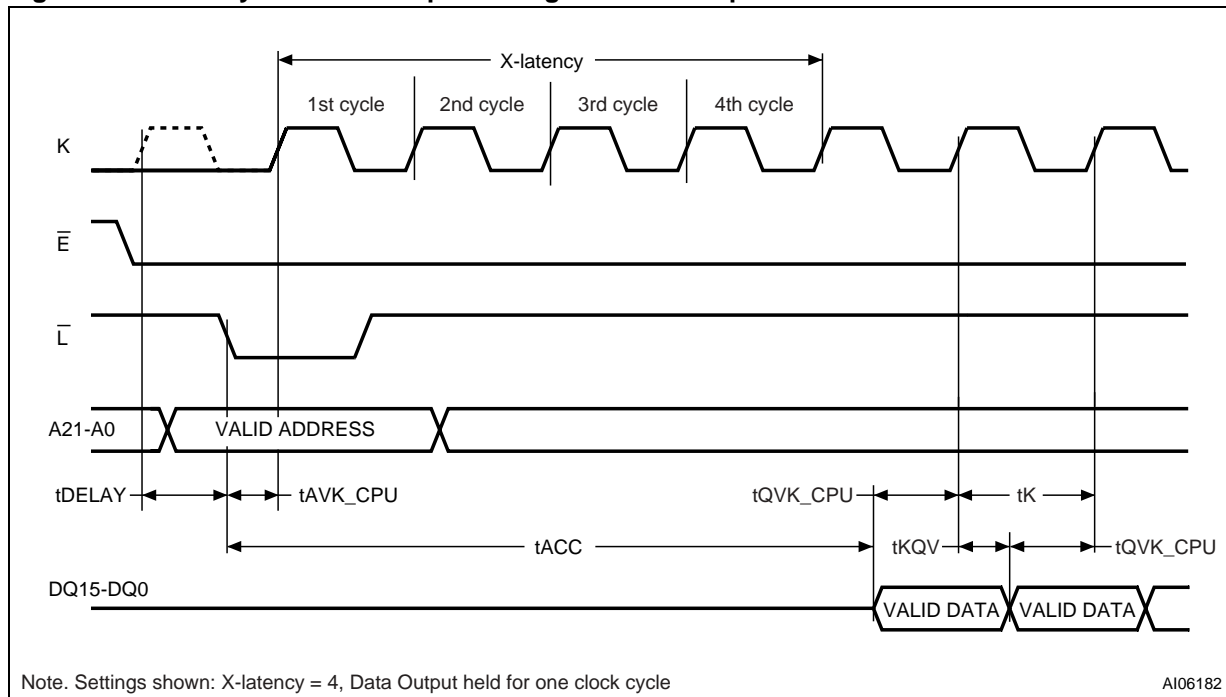 X-latency
1st cycle
2nd cycle
3rd cycle
4th cycle
K
E
L
A21-A0
VALID ADDRESS
tDELAY
tAVK_CPU
tQVK_CPU
tK
tACC
tKQV
tQVK_CPU
DQ15-DQ0
VALID DATA
VALID DATA
Note. Settings shown: X-latency = 4, Data Output held for one clock cycle
AI06182